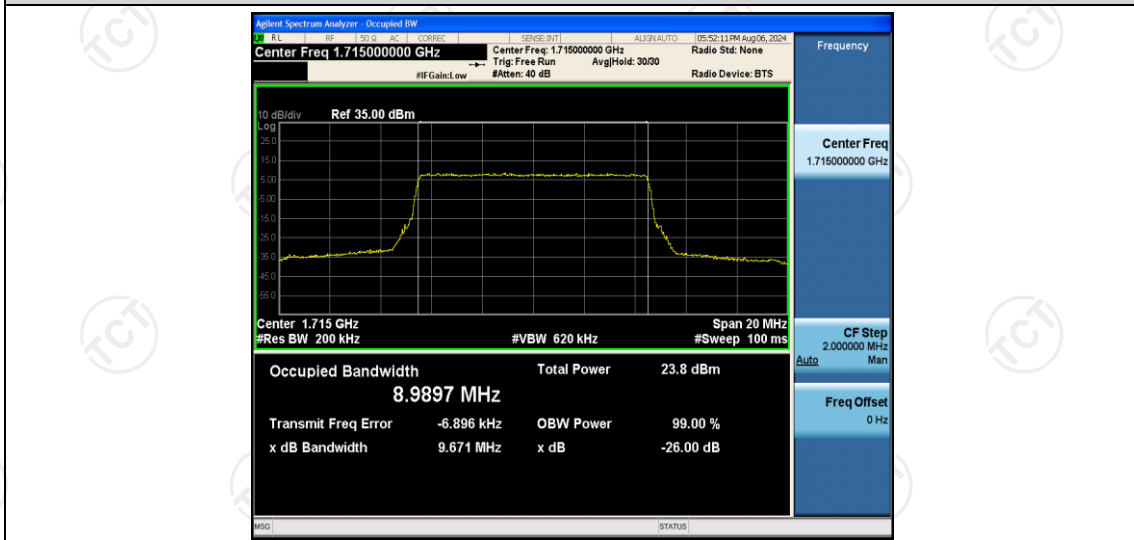 Agilent Spectrum Analyzer - Occupied BW
RL RF 50 Ω AC CORREC SENSE:INT ALIGN AUTO 05:52:11 PM Aug 06, 2024
Center Freq 1.715000000 GHz
Center Freq: 1.715000000 GHz
Radio Std: None
Trig: Free Run Avg|Hold: 30/30
#IFGain:Low
#Atten: 40 dB
Radio Device: BTS
Frequency
10 dB/div Ref 35.00 dBm
Log
25.0
15.0
5.00
-5.00
-15.0
-25.0
-35.0
-45.0
-55.0
Center 1.715 GHz
Span 20 MHz
#Res BW 200 kHz
#VBW 620 kHz
#Sweep 100 ms
Occupied Bandwidth
Total Power 23.8 dBm
8.9897 MHz
Transmit Freq Error -6.896 kHz
OBW Power 99.00 %
x dB Bandwidth 9.671 MHz
x dB -26.00 dB
Center Freq
1.715000000 GHz
CF Step
2.000000 MHz
Auto Man
Freq Offset
0 Hz
MSG
STATUS
TCT
TCT
TCT
TCT